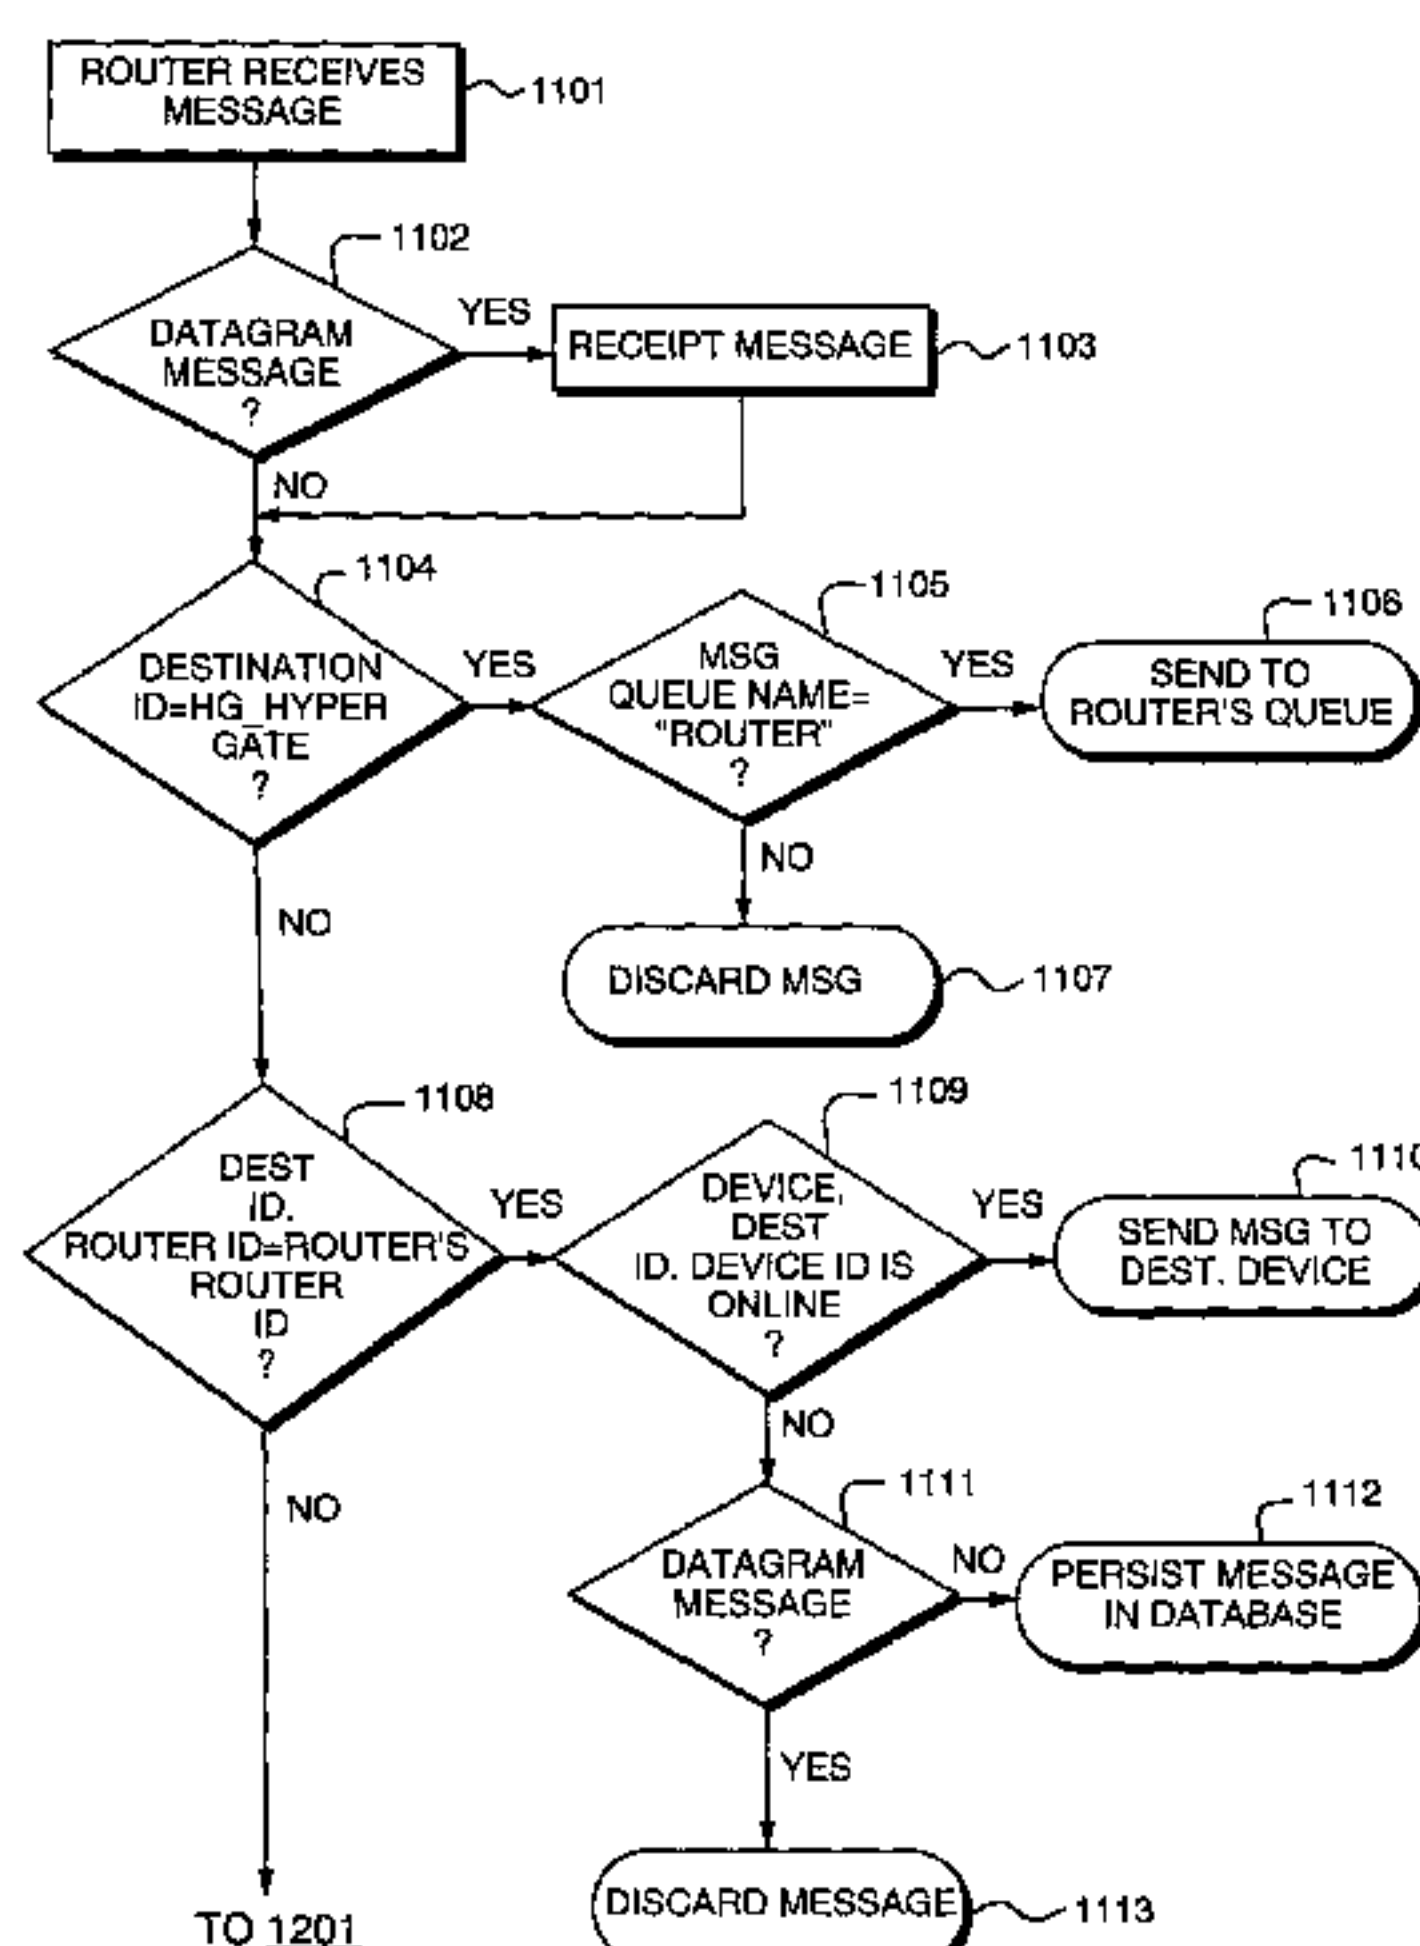 ROUTER RECEIVES
MESSAGE
1101
1102
DATAGRAM
MESSAGE
?
YES
RECEIPT MESSAGE
1103
NO
1104
DESTINATION
ID=HG_HYPER
GATE
?
YES
1105
MSG
QUEUE NAME=
"ROUTER"
?
YES
1106
SEND TO
ROUTER'S QUEUE
NO
DISCARD MSG
1107
NO
1108
DEST
ID.
ROUTER ID=ROUTER'S
ROUTER
ID
?
YES
1109
DEVICE,
DEST
ID. DEVICE ID IS
ONLINE
?
YES
1110
SEND MSG TO
DEST. DEVICE
NO
1111
DATAGRAM
MESSAGE
?
NO
1112
PERSIST MESSAGE
IN DATABASE
YES
DISCARD MESSAGE
1113
NO
TO 1201